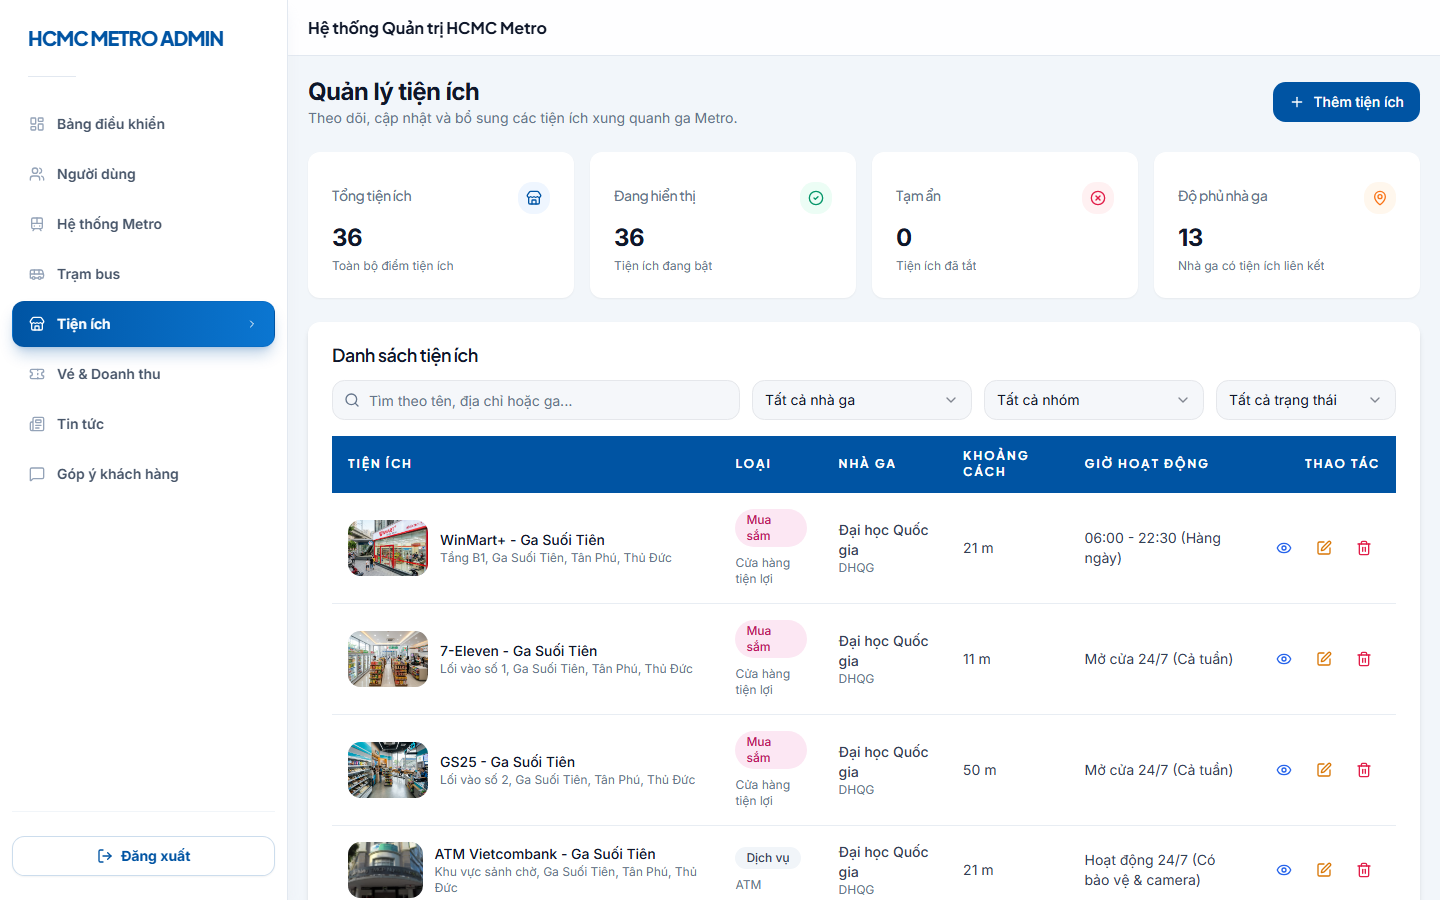 HCMC METRO ADMIN
Bảng điều khiển
Người dùng
Hệ thống Metro
Trạm bus
Tiện ích
Vé & Doanh thu
Tin tức
Góp ý khách hàng
Đăng xuất
Hệ thống Quản trị HCMC Metro
Quản lý tiện ích
Theo dõi, cập nhật và bổ sung các tiện ích xung quanh ga Metro.
Thêm tiện ích
Tổng tiện ích
36
Toàn bộ điểm tiện ích
Đang hiển thị
36
Tiện ích đang bật
Tạm ẩn
0
Tiện ích đã tắt
Độ phủ nhà ga
13
Nhà ga có tiện ích liên kết
Danh sách tiện ích
Tìm theo tên, địa chỉ hoặc ga...
Tất cả nhà ga
Tất cả nhóm
Tất cả trạng thái
TIỆN ÍCH
LOẠI
NHÀ GA
KHOẢNG
CÁCH
GIỜ HOẠT ĐỘNG
THAO TÁC
WinMart+ - Ga Suối Tiên
Tầng B1, Ga Suối Tiên, Tân Phú, Thủ Đức
Mua
sắm
Cửa hàng
tiện lợi
Đại học Quốc
gia
DHQG
21 m
06:00 - 22:30 (Hàng
ngày)
7-Eleven - Ga Suối Tiên
Lối vào số 1, Ga Suối Tiên, Tân Phú, Thủ Đức
Mua
sắm
Cửa hàng
tiện lợi
Đại học Quốc
gia
DHQG
11 m
Mở cửa 24/7 (Cả tuần)
GS25 - Ga Suối Tiên
Lối vào số 2, Ga Suối Tiên, Tân Phú, Thủ Đức
Mua
sắm
Cửa hàng
tiện lợi
Đại học Quốc
gia
DHQG
50 m
Mở cửa 24/7 (Cả tuần)
ATM Vietcombank - Ga Suối Tiên
Khu vực sảnh chờ, Ga Suối Tiên, Tân Phú, Thủ
Đức
Dịch vụ
ATM
Đại học Quốc
gia
DHQG
21 m
Hoạt động 24/7 (Có
bảo vệ & camera)